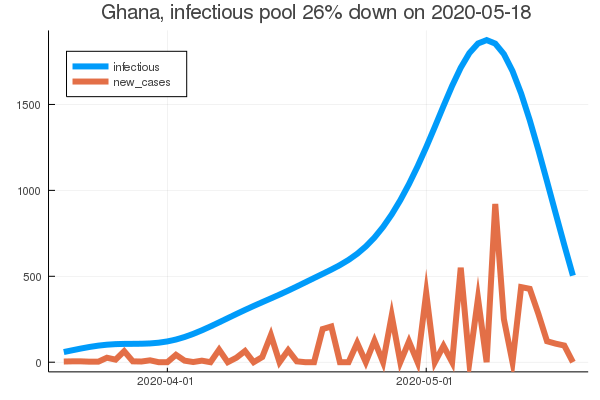 Ghana, infectious pool 26% down on 2020-05-18
infectious
new_cases
1500
1000
500
0
2020-04-01
2020-05-01